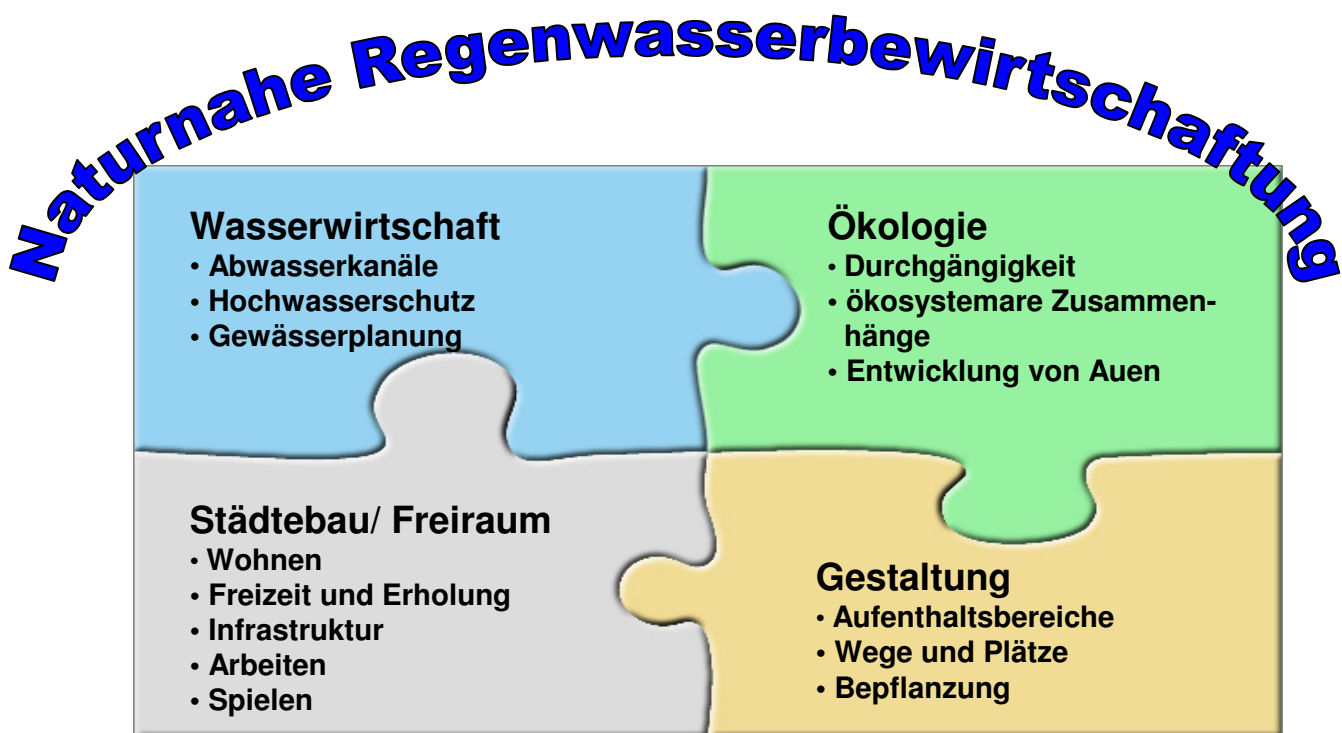 Naturnahe Regenwasserbewirtschaftung
Wasserwirtschaft
• Abwasserkanäle
• Hochwasserschutz
• Gewässerplanung
Ökologie
• Durchgängigkeit
• ökosystemare Zusammen-
hänge
• Entwicklung von Auen
Städtebau/ Freiraum
• Wohnen
• Freizeit und Erholung
• Infrastruktur
• Arbeiten
• Spielen
Gestaltung
• Aufenthaltsbereiche
• Wege und Plätze
• Bepflanzung